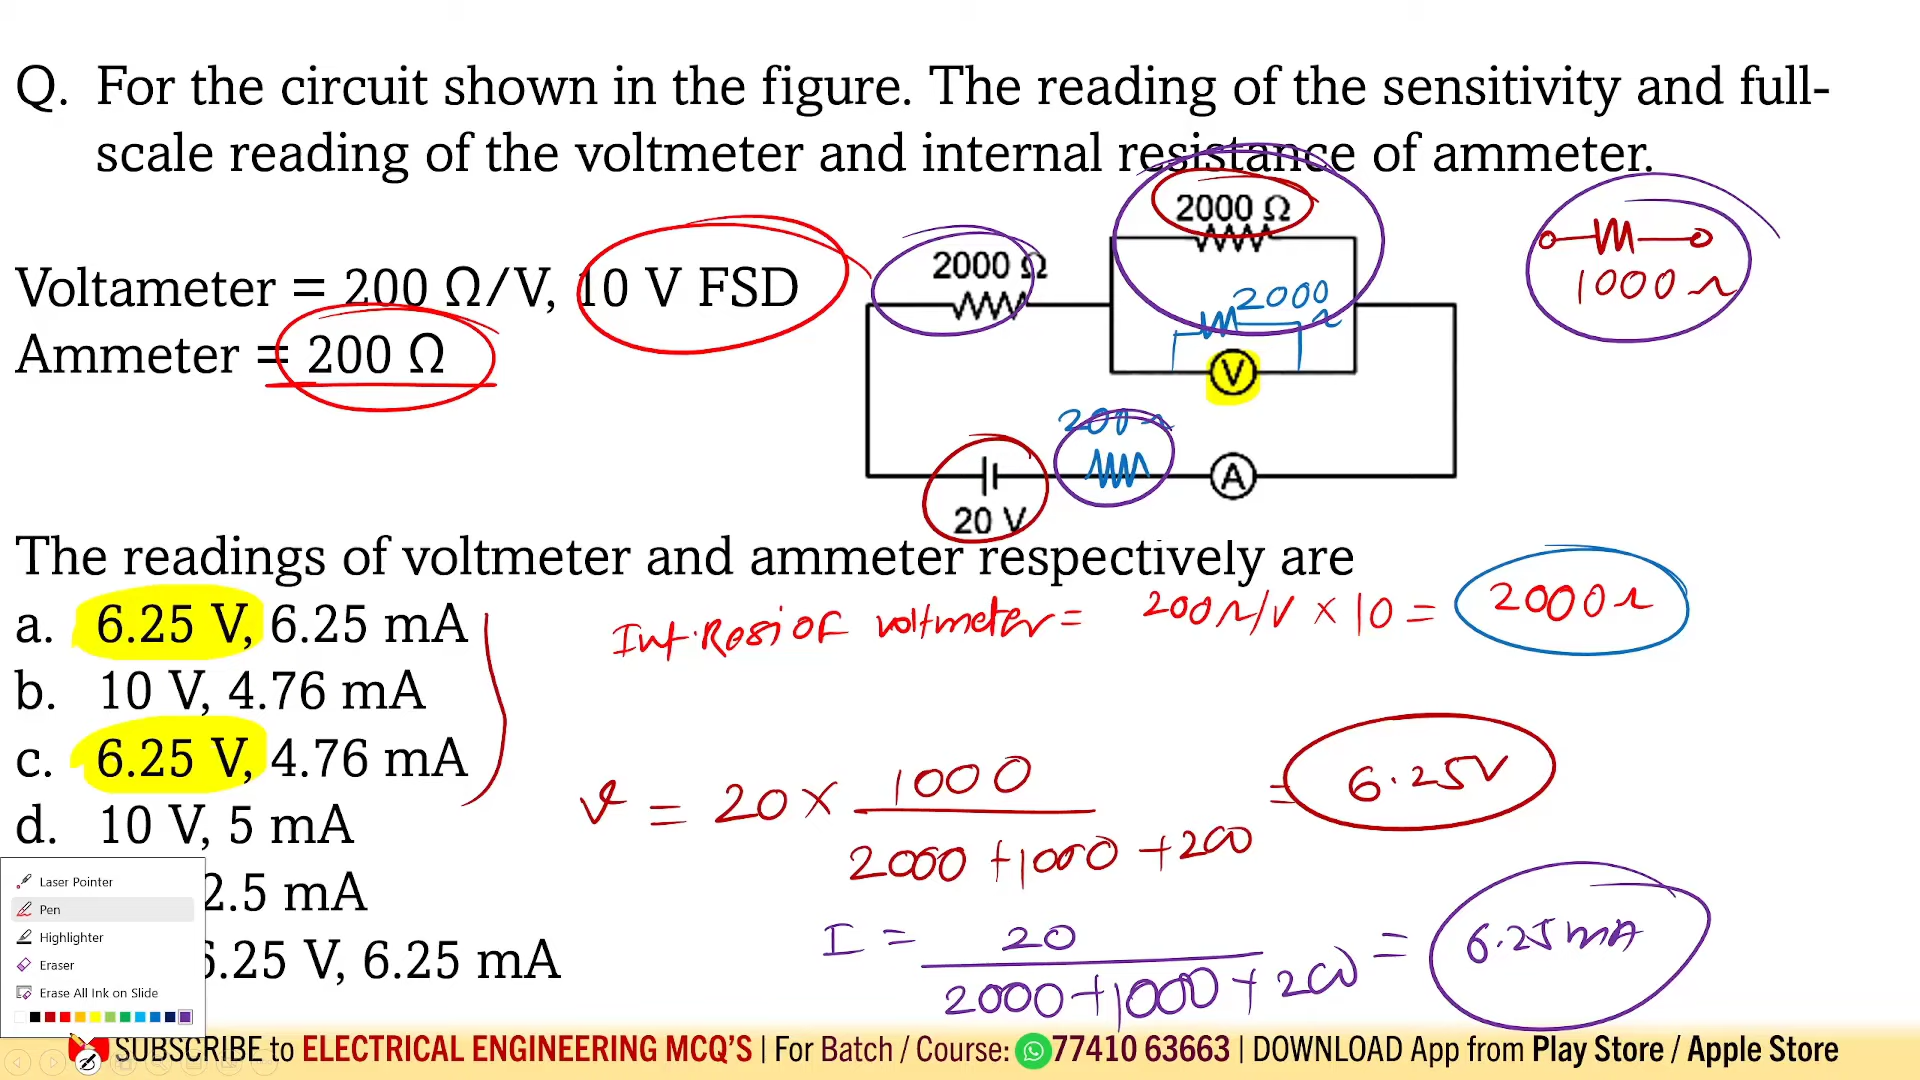 Q. For the circuit shown in the figure. The reading of the sensitivity and full-
scale reading of the voltmeter and internal resistance of ammeter.
2000 Ω
2000 Ω
1000 Ω
Voltameter = 200 Ω/V, 10 V FSD
2000 Ω
Ammeter = 200 Ω
V
200 Ω
A
20 V
The readings of voltmeter and ammeter respectively are
a. 6.25 V, 6.25 mA
Int. Resi of voltmeter = 200 Ω/V × 10 = 2000 Ω
b. 10 V, 4.76 mA
c. 6.25 V, 4.76 mA
V = 20 × 1000 = 6.25V
2000 + 1000 + 200
d. 10 V, 5 mA
2.5 mA
I = 20 = 6.25 mA
2000 + 1000 + 200
6.25 V, 6.25 mA
Laser Pointer
Pen
Highlighter
Eraser
Erase All Ink on Slide
SUBSCRIBE to ELECTRICAL ENGINEERING MCQ'S | For Batch / Course: 77410 63663 | DOWNLOAD App from Play Store / Apple Store